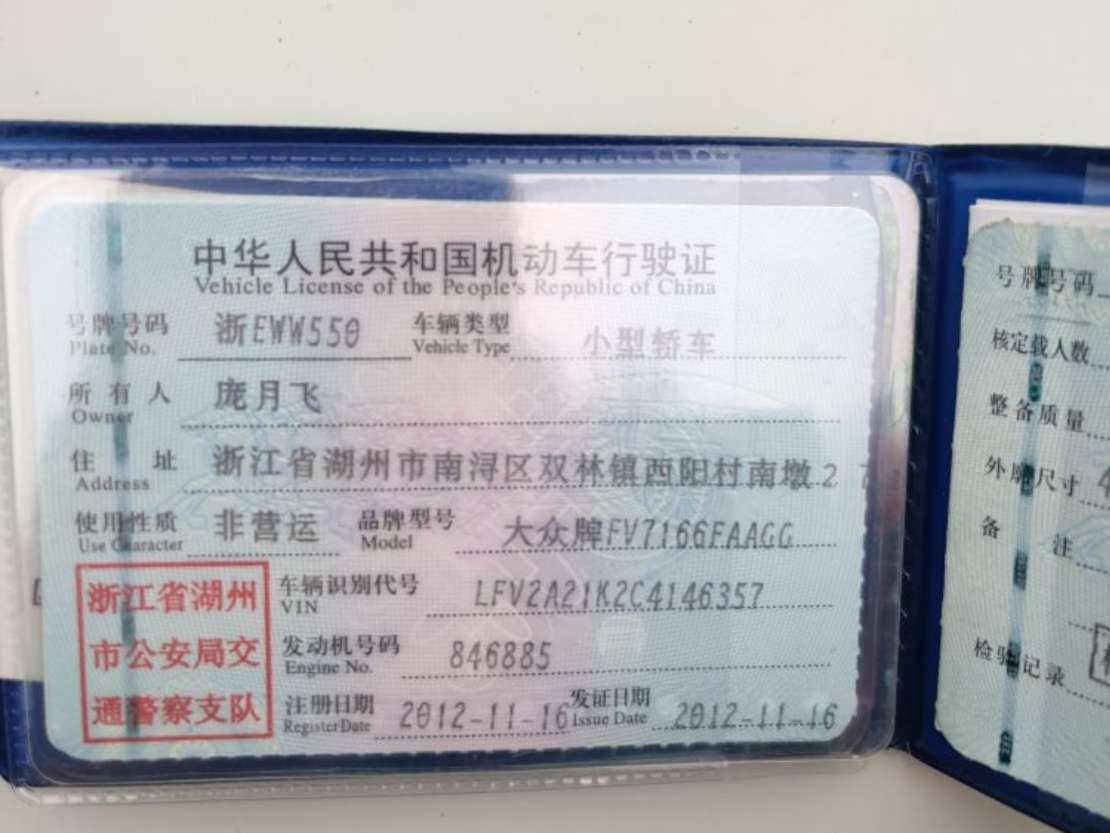 中华人民共和国机动车行驶证
Vehicle License of the People's Republic of China
号牌号码 浙EWW550 车辆类型 小型轿车
Plate No. Vehicle Type
所有人 庞月飞
Owner
住址 浙江省湖州市南浔区双林镇西阳村南墩27
Address
使用性质 非营运 品牌型号 大众牌FV7166FAAGG
Use Character Model
浙江省湖州
市公安局交
通警察支队
车辆识别代号 LFV2A21K2C4146357
VIN
发动机号码 846885
Engine No.
注册日期 2012-11-16 发证日期 2012-11-16
Register Date Issue Date
号牌号码
核定载人数
整备质量
外廓尺寸 4
备注
检验记录